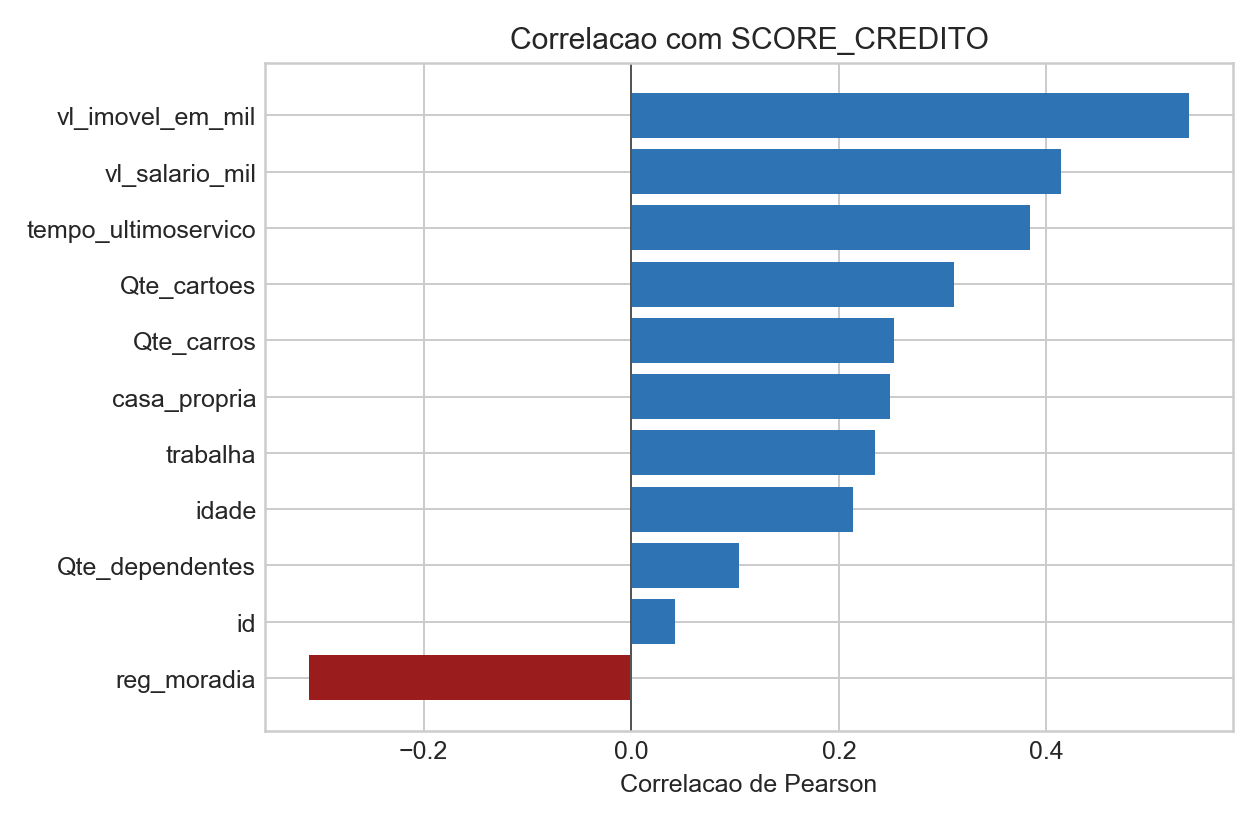 Correlacao com SCORE_CREDITO
vl_imovel_em_mil
vl_salario_mil
tempo_ultimoservico
Qte_cartoes
Qte_carros
casa_propria
trabalha
idade
Qte_dependentes
id
reg_moradia
−0.2 0.0 0.2 0.4
Correlacao de Pearson